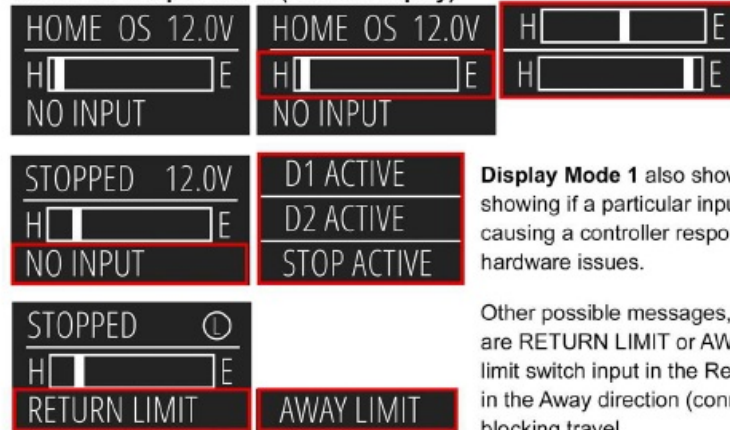 HOME OS 12.0V
H E
NO INPUT
HOME OS 12.0V
H E
NO INPUT
H E
H E
STOPPED 12.0V
H E
NO INPUT
D1 ACTIVE
D2 ACTIVE
STOP ACTIVE
Display Mode 1 also show
showing if a particular inpu
causing a controller respo
hardware issues.
STOPPED Ⓛ
H E
RETURN LIMIT
AWAY LIMIT
Other possible messages,
are RETURN LIMIT or AW
limit switch input in the Re
in the Away direction (conn
blocking travel